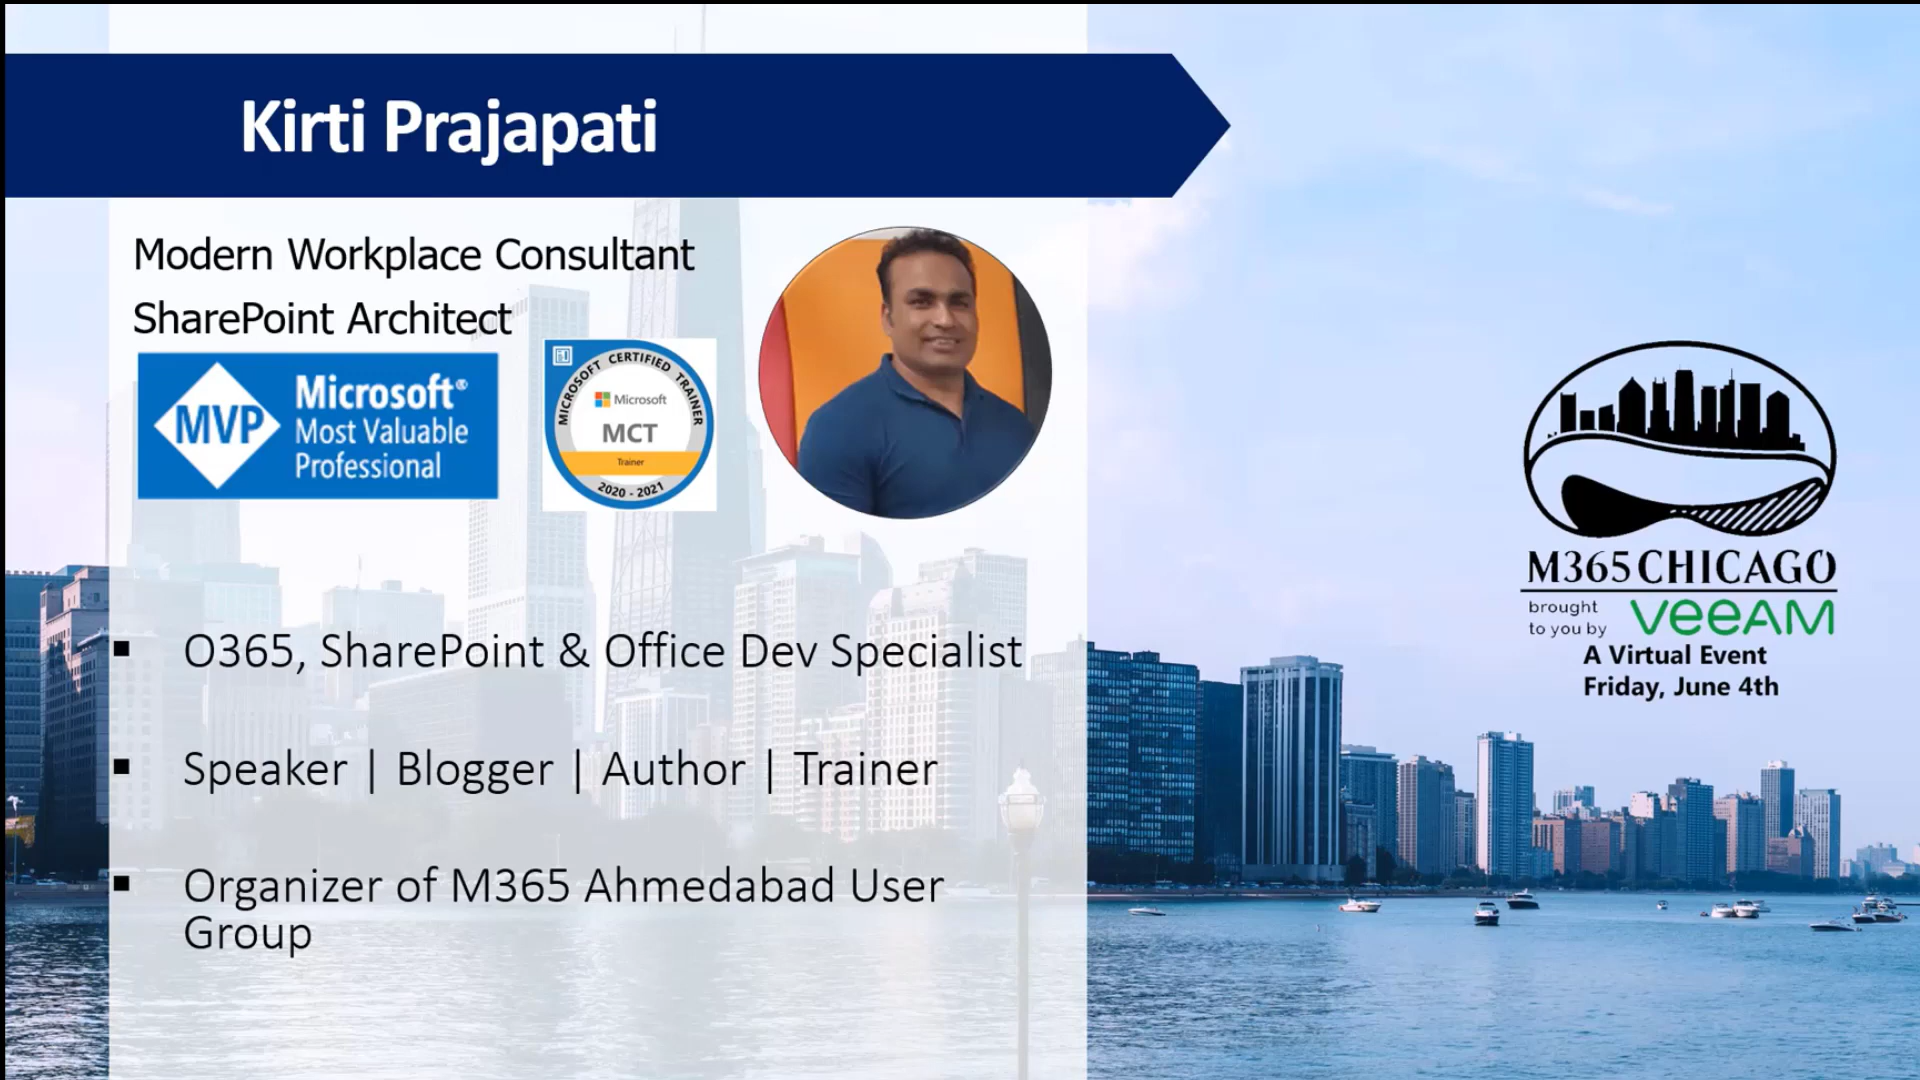 Kirti Prajapati
Modern Workplace Consultant
SharePoint Architect
MVP
Microsoft®
Most Valuable
Professional
MICROSOFT CERTIFIED TRAINER
Microsoft
MCT
Trainer
2020 - 2021
▪ O365, SharePoint & Office Dev Specialist
▪ Speaker | Blogger | Author | Trainer
▪ Organizer of M365 Ahmedabad User
Group
M365 CHICAGO
brought
to you by
veeAM
A Virtual Event
Friday, June 4th